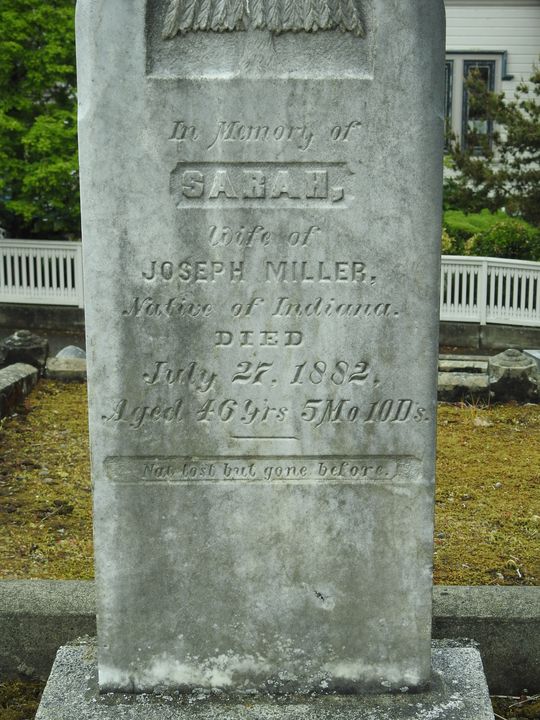 In Memory of
SARAH,
Wife of
JOSEPH MILLER,
Native of Indiana.
DIED
July 27, 1882,
Aged 46 Yrs 5 Mo 10 Ds.
Not lost but gone before.